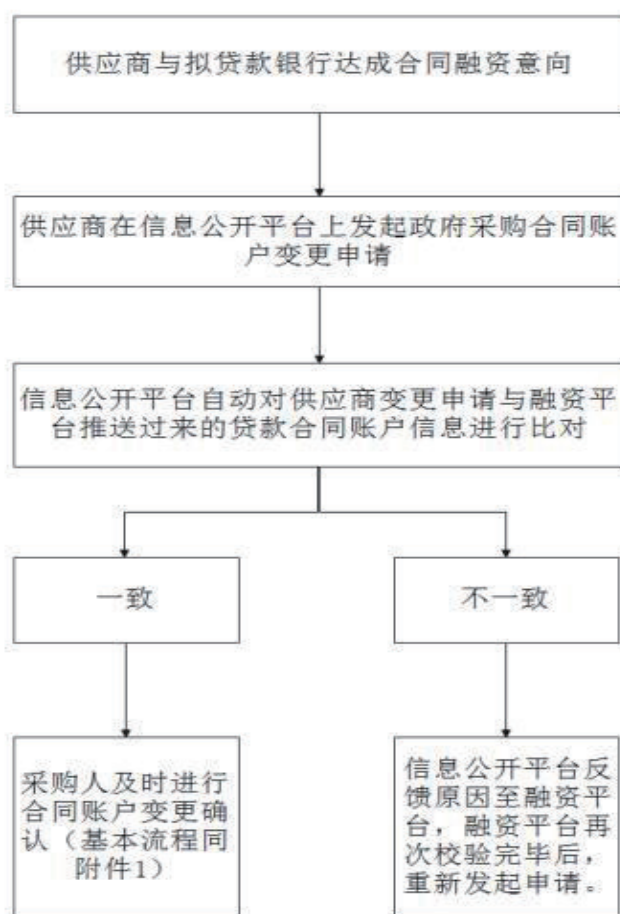 供应商与拟贷款银行达成合同融资意向
供应商在信息公开平台上发起政府采购合同账
户变更申请
信息公开平台自动对供应商变更申请与融资平
台推送过来的贷款合同账户信息进行比对
一致
不一致
采购人及时进行
合同账户变更确
认（基本流程同
附件1）
信息公开平台反
馈原因至融资平
台，融资平台再
次校验完毕后，
重新发起申请。